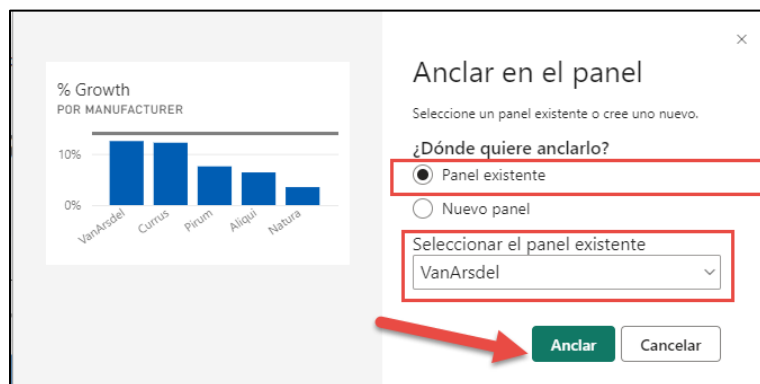 % Growth
POR MANUFACTURER
10%
0%
VanArsdel
Currus
Pirum
Aliqui
Natura
Anclar en el panel
Seleccione un panel existente o cree uno nuevo.
¿Dónde quiere anclarlo?
Panel existente
Nuevo panel
Seleccionar el panel existente
VanArsdel
Anclar Cancelar